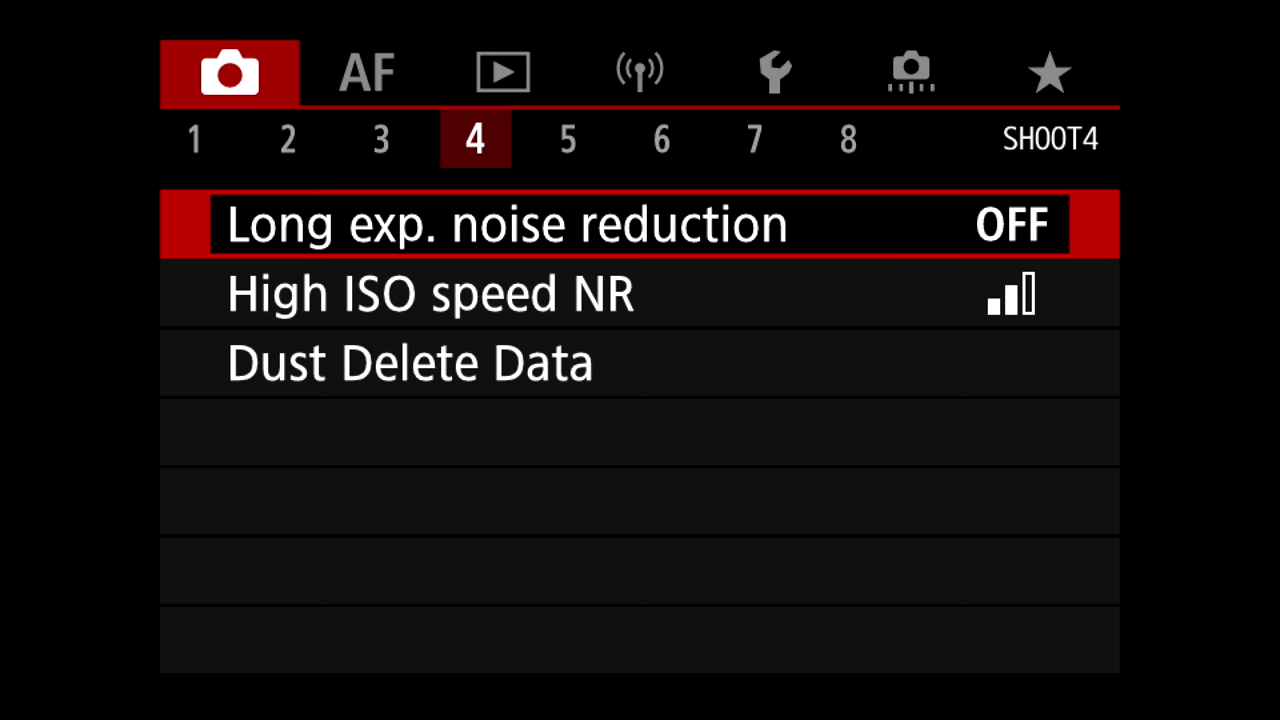 AF
1 2 3 4 5 6 7 8 SHOOT4
Long exp. noise reduction OFF
High ISO speed NR
Dust Delete Data